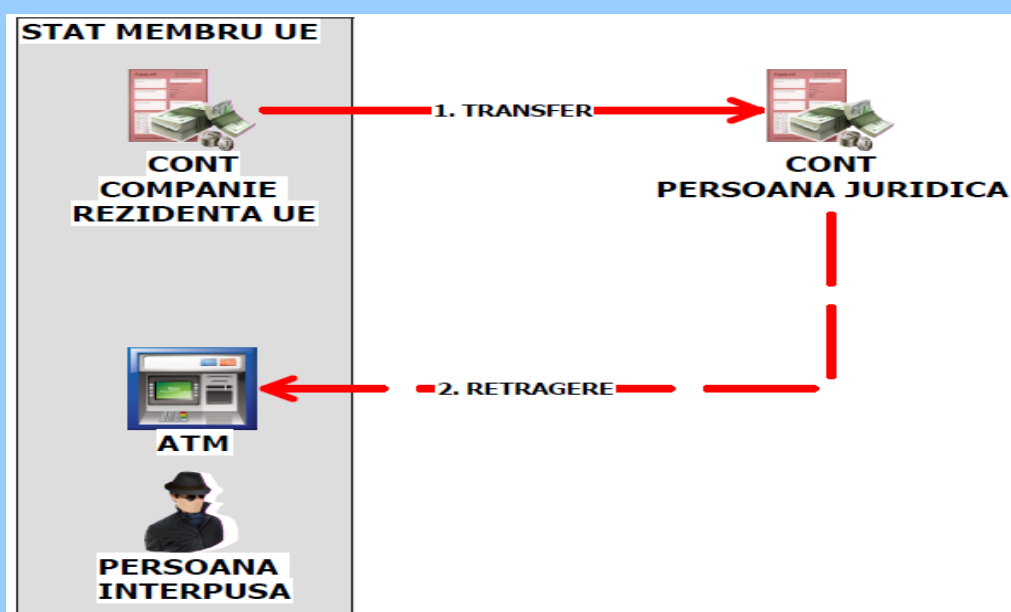 STAT MEMBRU UE
1. TRANSFER
CONT
COMPANIE
REZIDENTA UE
CONT
PERSOANA JURIDICA
2. RETRAGERE
ATM
PERSOANA
INTERPUSA